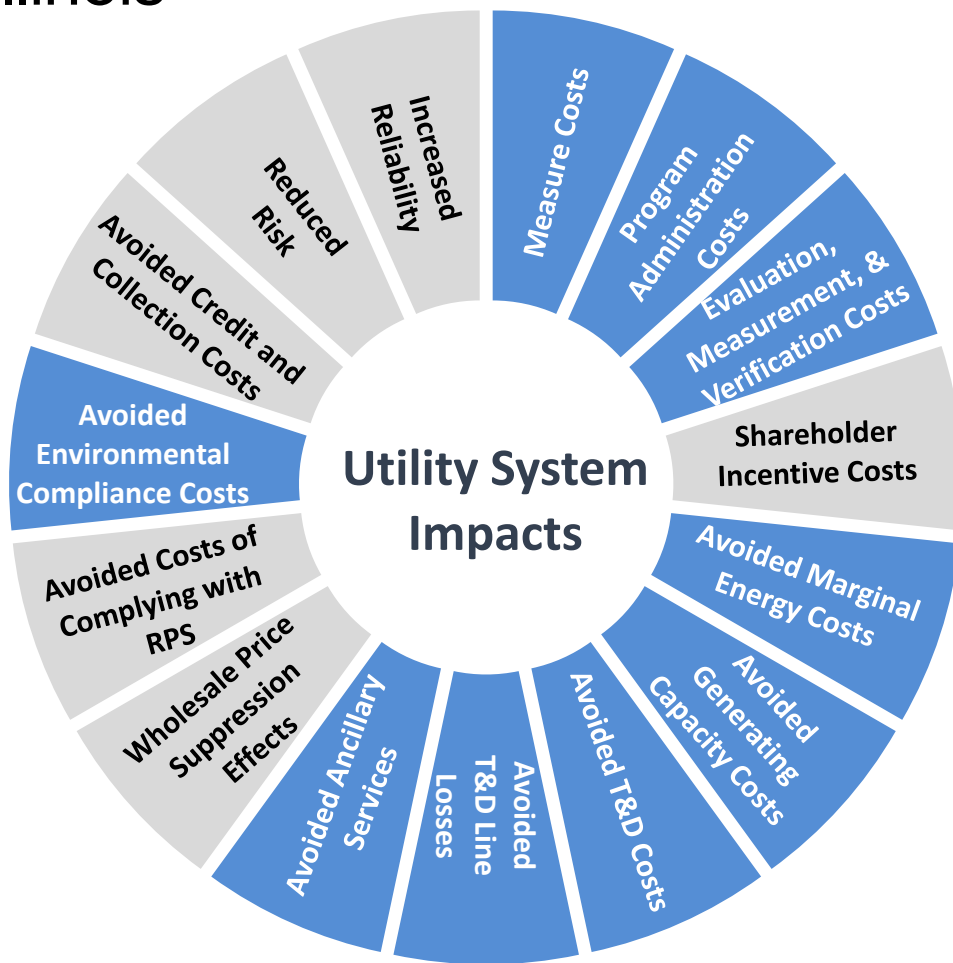 Utility System
Impacts
Measure Costs
Program
Administration
Costs
Evaluation,
Measurement, &
Verification Costs
Shareholder
Incentive Costs
Avoided Marginal
Energy Costs
Avoided
Generating
Capacity Costs
Avoided T&D Costs
Avoided
T&D Line
Losses
Avoided Ancillary
Services
Wholesale Price
Suppression
Effects
Avoided Costs of
Complying with
RPS
Avoided
Environmental
Compliance Costs
Avoided Credit and
Collection Costs
Reduced
Risk
Increased
Reliability